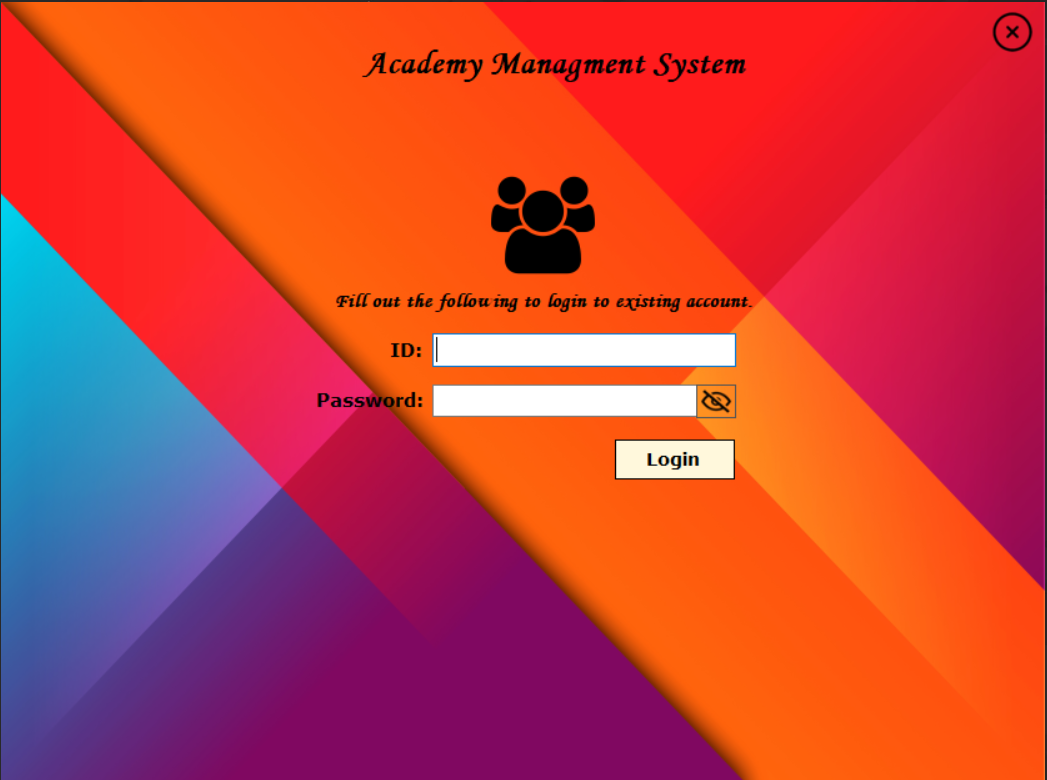 Academy Managment System
Fill out the following to login to existing account.
ID:
Password:
Login